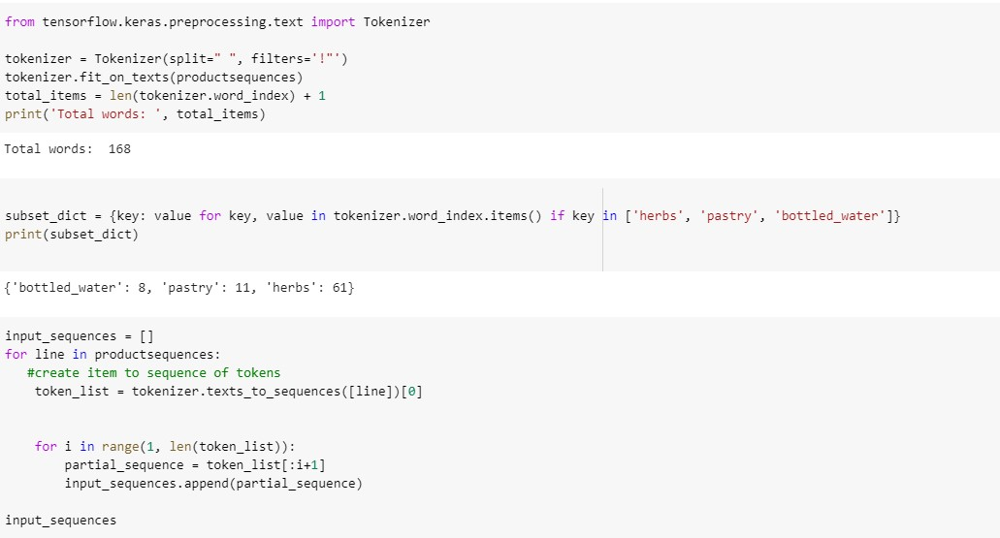 from tensorflow.keras.preprocessing.text import Tokenizer
tokenizer = Tokenizer(split=" ", filters='!"')
tokenizer.fit_on_texts(productsequences)
total_items = len(tokenizer.word_index) + 1
print('Total words: ', total_items)
Total words:  168
subset_dict = {key: value for key, value in tokenizer.word_index.items() if key in ['herbs', 'pastry', 'bottled_water']}
print(subset_dict)
{'bottled_water': 8, 'pastry': 11, 'herbs': 61}
input_sequences = []
for line in productsequences:
   #create item to sequence of tokens
    token_list = tokenizer.texts_to_sequences([line])[0]
    for i in range(1, len(token_list)):
        partial_sequence = token_list[:i+1]
        input_sequences.append(partial_sequence)
input_sequences